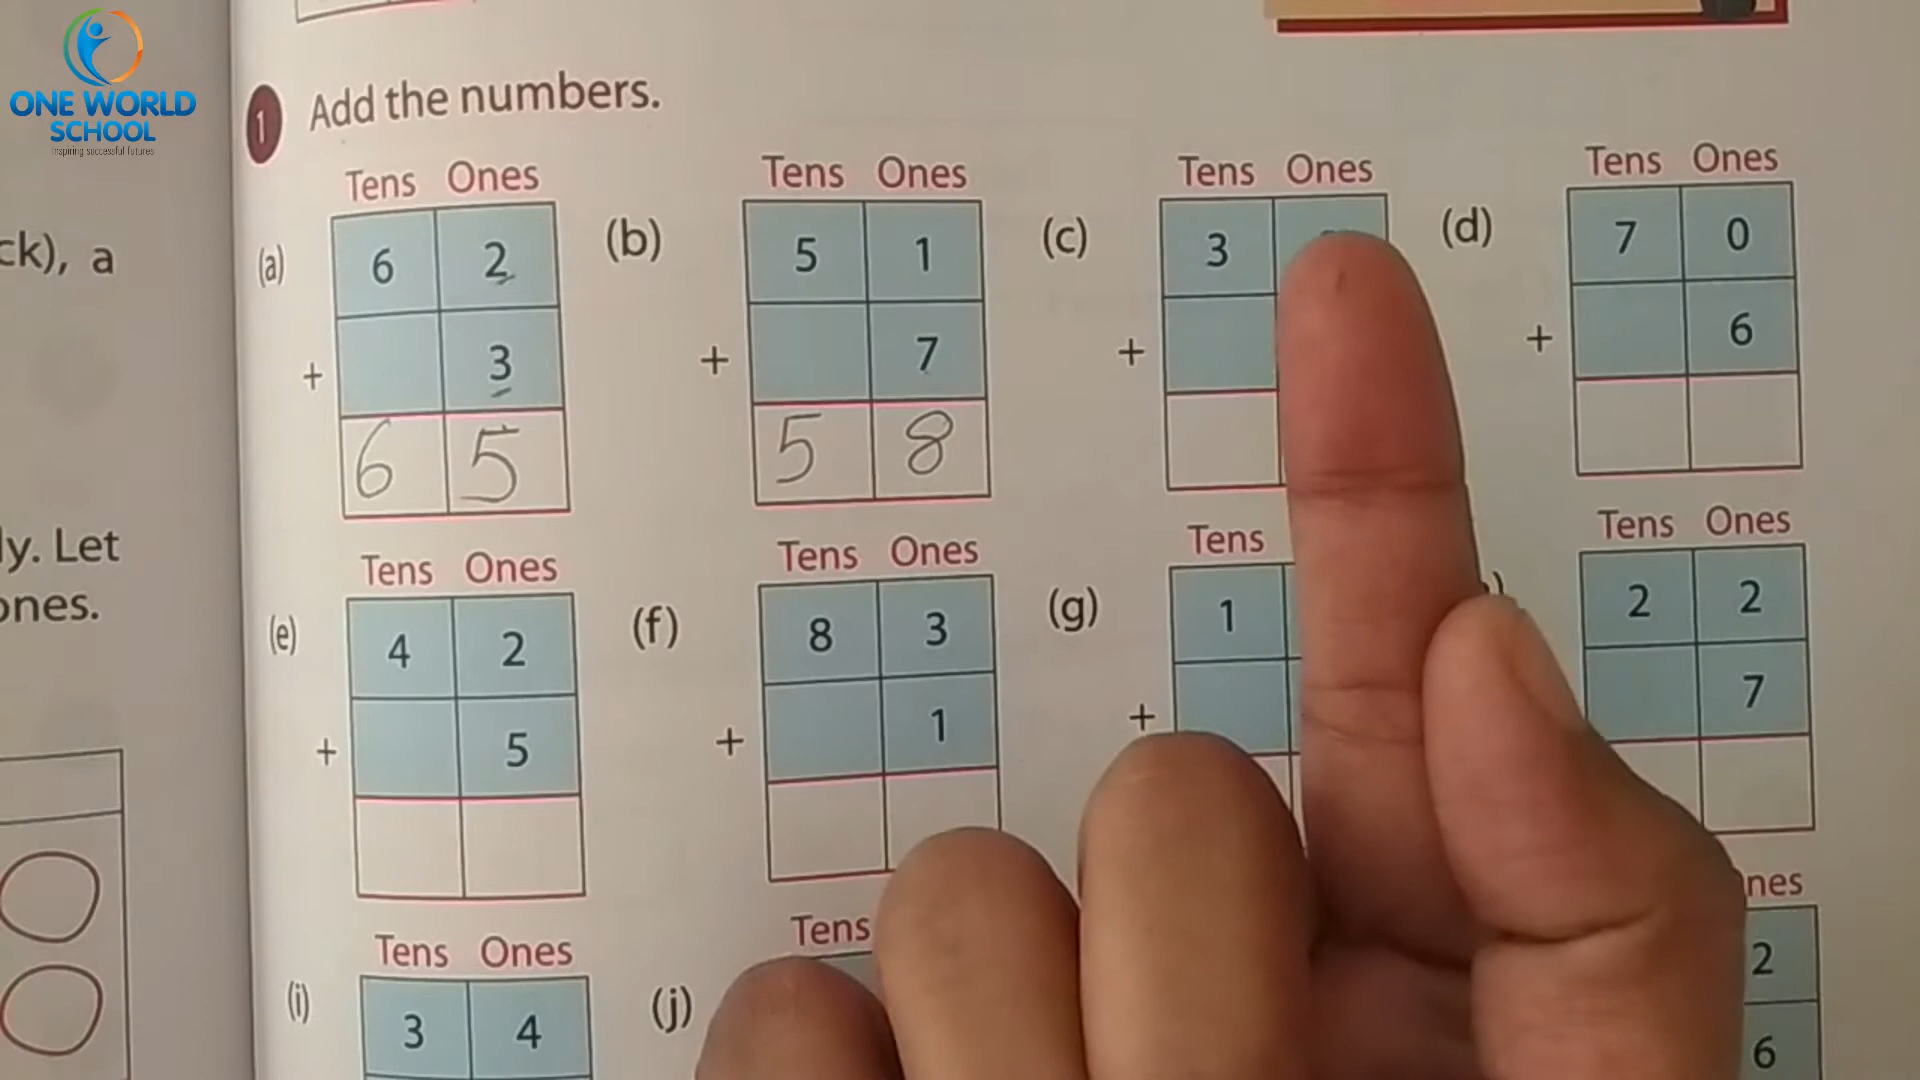 ONE WORLD
SCHOOL
Inspiring successful futures
1 Add the numbers.
Tens Ones
(a) 6 2
+ 3
6 5
Tens Ones
(b) 5 1
+ 7
5 8
Tens Ones
(c) 3
+
Tens Ones
(d) 7 0
+ 6
Tens Ones
(e) 4 2
+ 5
Tens Ones
(f) 8 3
+ 1
Tens
(g) 1
+
Tens Ones
2 2
7
Tens Ones
(i) 3 4
Tens
(j)
nes
2
6
ck), a
ly. Let
ones.